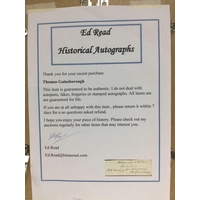 Ed Read
Historical Autographs
Thank you for your recent purchase.
Thomas Gainsborough
This item is guaranteed to be authentic. I do not deal with
autopens, fakes, forgeries or stamped autographs. All items
are guaranteed for life.
If you are at all unhappy with this item , please return it within 7
days for a no questions asked refund.
I hope you enjoy your piece of history. Please check out my
auctions regularly for other items that may interest you.
Ed Read